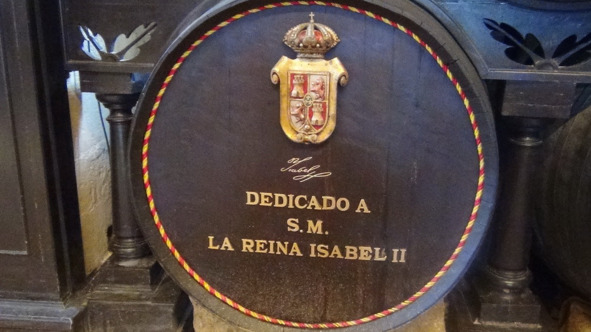 Isabel
DEDICADO A
S.M.
LA REINA ISABEL II